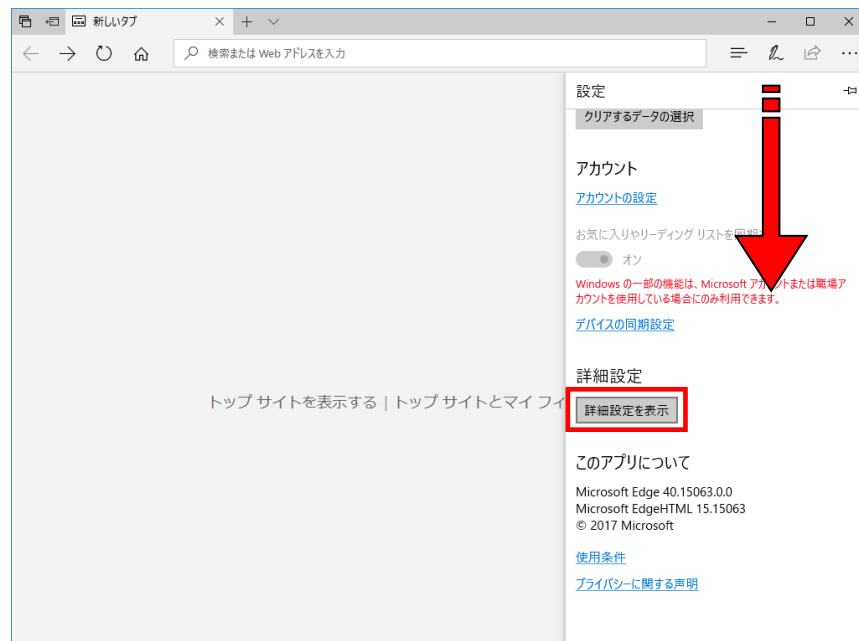 新しいタブ
検索または Web アドレスを入力
設定
クリアするデータの選択
アカウント
アカウントの設定
お気に入りやリーディング リストを同期
オン
Windows の一部の機能は、Microsoft アカウントまたは職場ア
カウントを使用している場合にのみ利用できます。
デバイスの同期設定
詳細設定
トップ サイトを表示する | トップ サイトとマイ フィ
詳細設定を表示
このアプリについて
Microsoft Edge 40.15063.0.0
Microsoft EdgeHTML 15.15063
© 2017 Microsoft
使用条件
プライバシーに関する声明